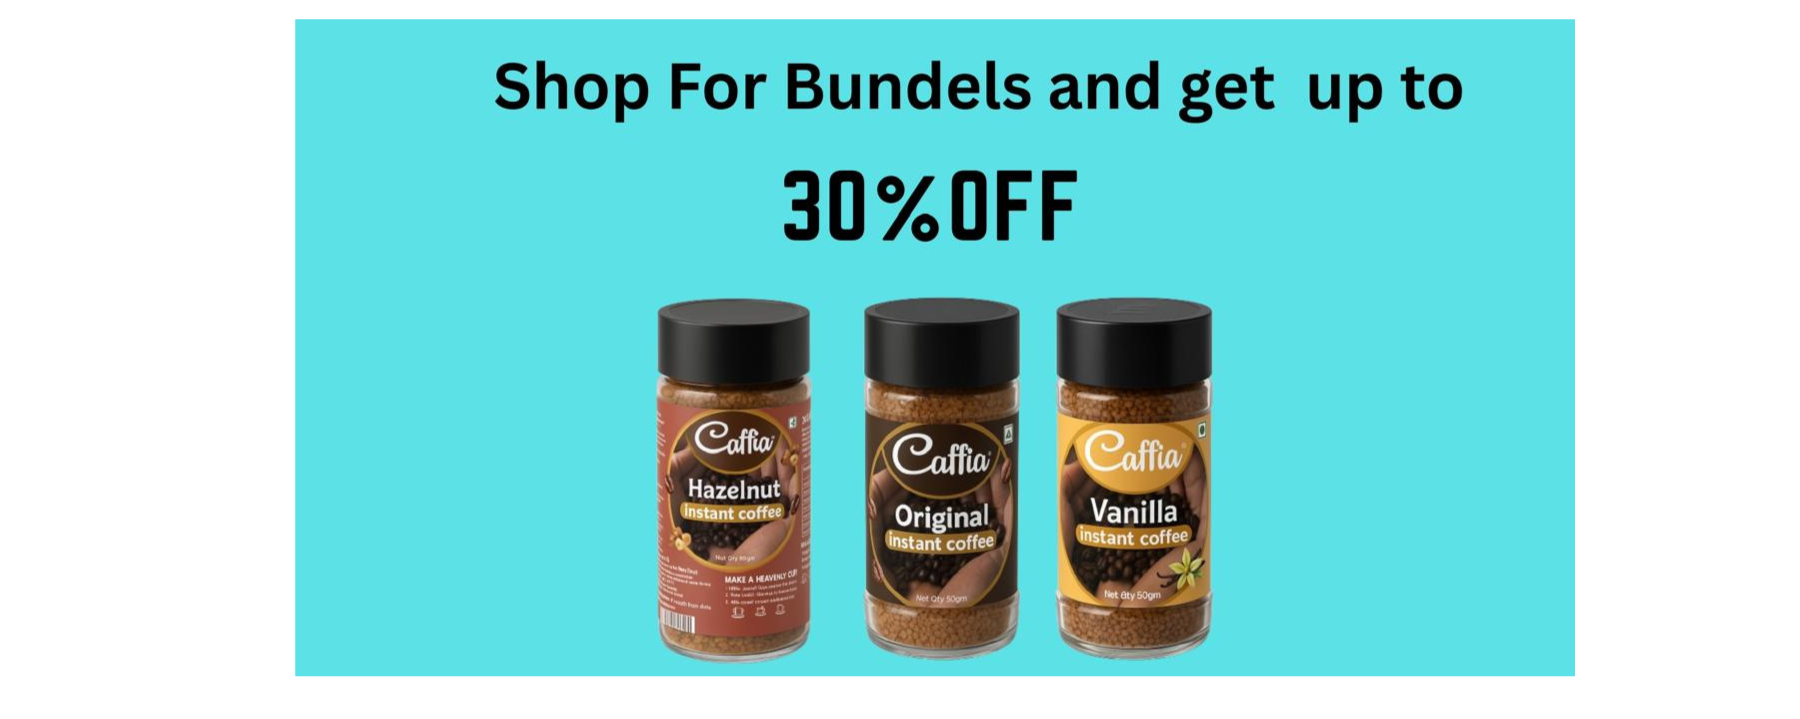 Shop For Bundels and get up to
30%OFF
Caffia
Hazelnut
instant coffee
MAKE A HEAVENLY CUP
Caffia
Original
instant coffee
Net Qty 50gm
Caffia
Vanilla
instant coffee
Net Qty 50gm